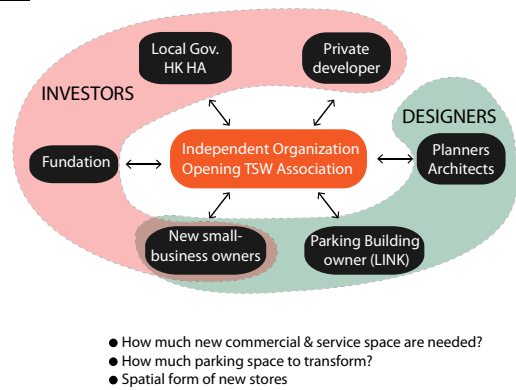 Local Gov.
HK HA
Private
developer
INVESTORS
DESIGNERS
Fundation
Independent Organization
Opening TSW Association
Planners
Architects
New small-
business owners
Parking Building
owner (LINK)
● How much new commercial & service space are needed?
● How much parking space to transform?
● Spatial form of new stores